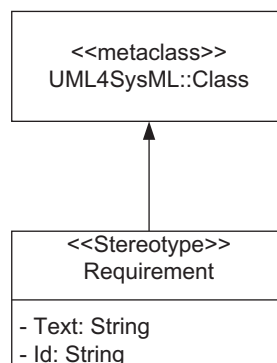 <<metaclass>>
UML4SysML::Class
<<Stereotype>>
Requirement
- Text: String
- Id: String